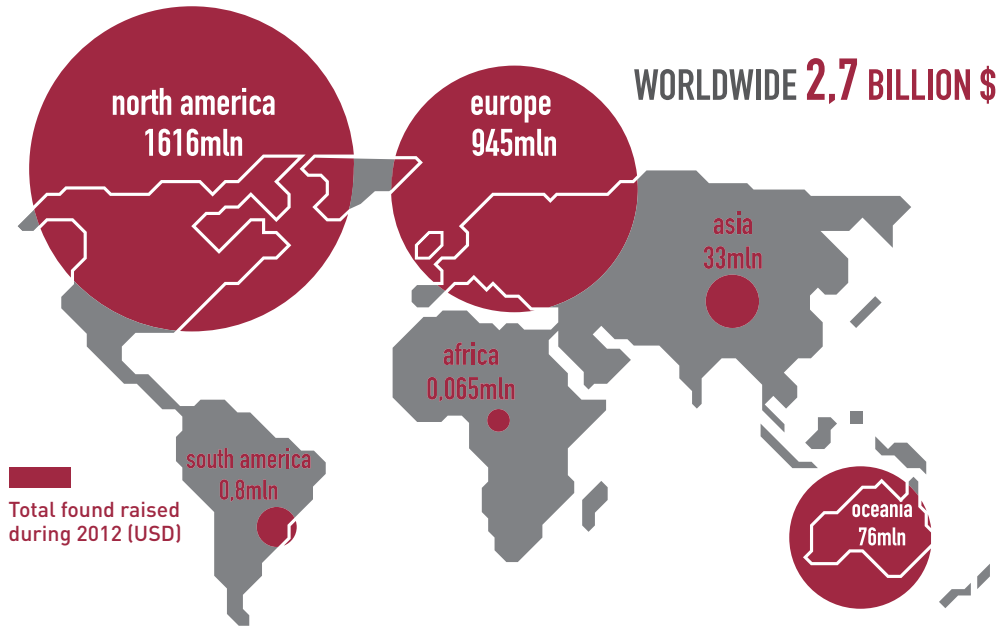 WORLDWIDE 2,7 BILLION $
north america
1616mln
europe
945mln
asia
33mln
africa
0,065mln
south america
0,8mln
oceania
76mln
Total found raised
during 2012 (USD)